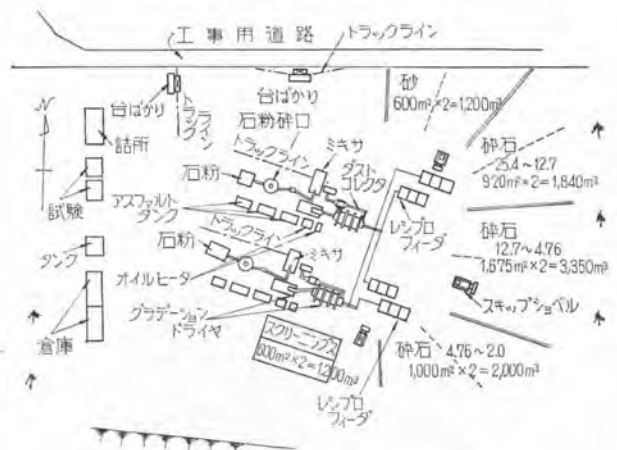 工事用道路
トラックライン
N
台ばかり
トラックライン
台ばかり
砂
600m²×2=1,200m³
詰所
石粉砕口
トラックライン
ミキサ
ダスト
コレクタ
石粉
砕石
25.4~12.7
920m²×2=1,840m³
試験
アスファルト
タンク
トラックライン
レシプロ
フィーダ
砕石
12.7~4.76
1,675m²×2=3,350m³
石粉
ミキサ
タンク
オイルヒータ
スキップショベル
グラデーション
ドライヤ
倉庫
スクリーニングス
600m²×2=1,200m³
砕石 4.76~2.0
1,000m²×2=2,000m³
レシプロ
フィーダ